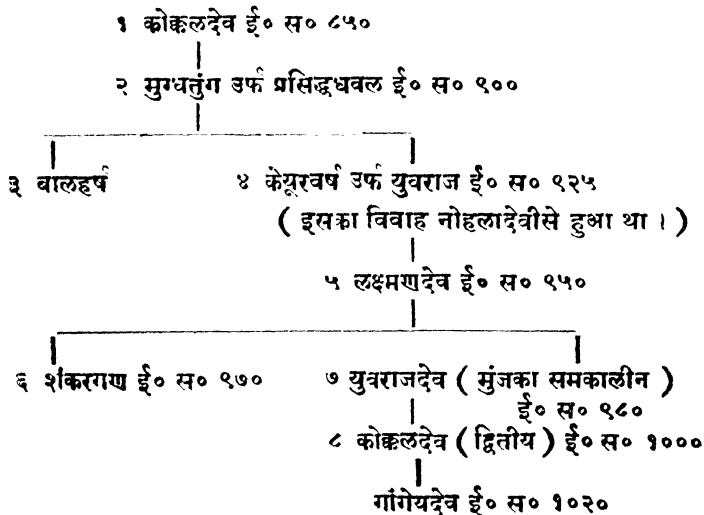 १ कोक्कलदेव ई० स० ८५०
२ मुग्धतुंग उर्फ प्रसिद्धधवल ई० स० ९००
३ बालहर्ष ४ केयूरवर्ष उर्फ युवराज ई० स० ९२५
( इसका विवाह नोहलादेवीसे हुआ था । )
५ लक्ष्मणदेव ई० स० ९५०
६ शंकरगण ई० स० ९७० ७ युवराजदेव ( मुंजका समकालीन )
ई० स० ९८०
८ कोक्कलदेव ( द्वितीय ) ई० स० १०००
गांगेयदेव ई० स० १०२०